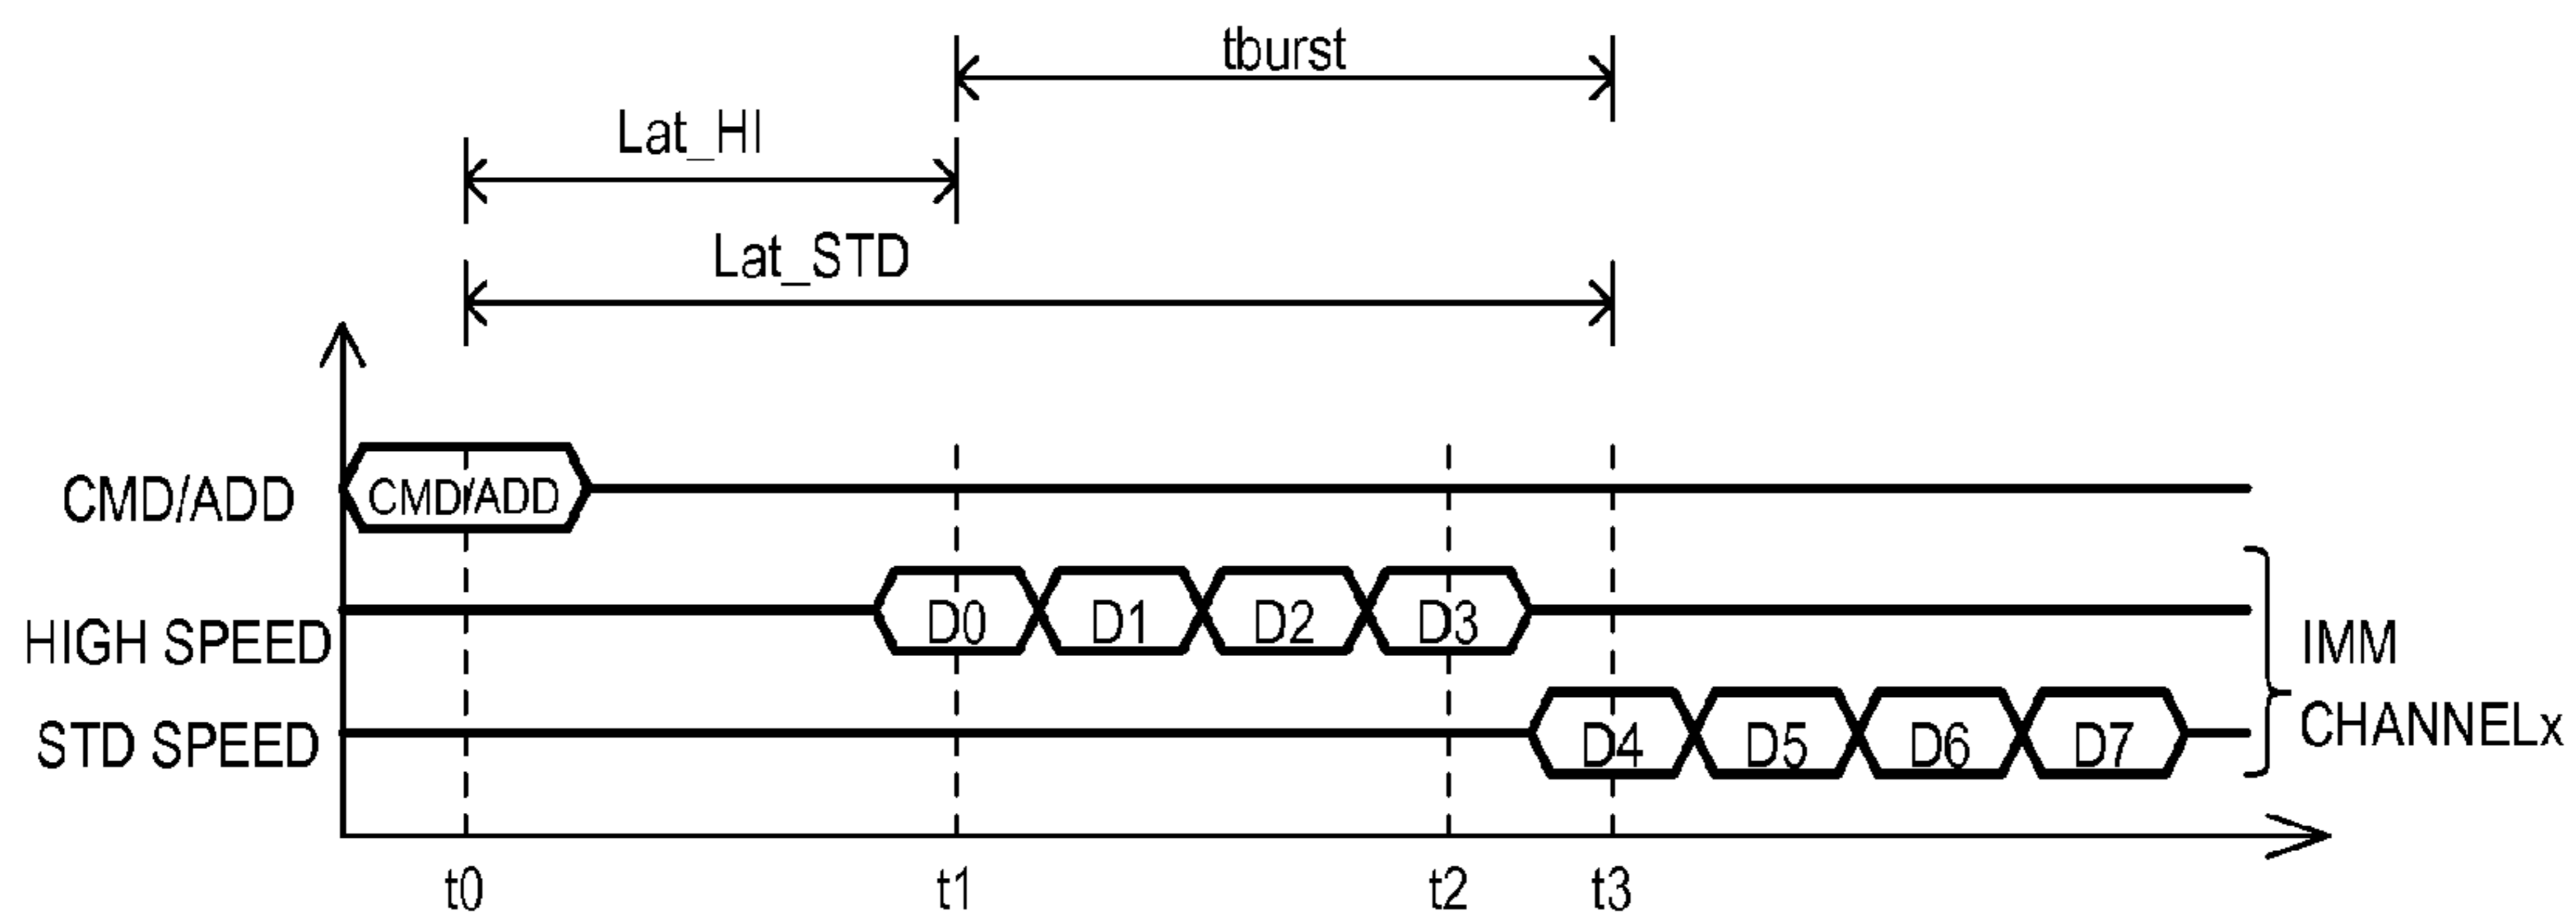 tburst
Lat_HI
Lat_STD
CMD/ADD
CMD/ADD
HIGH SPEED
D0 D1 D2 D3
STD SPEED
D4 D5 D6 D7
IMM
CHANNELx
t0 t1 t2 t3